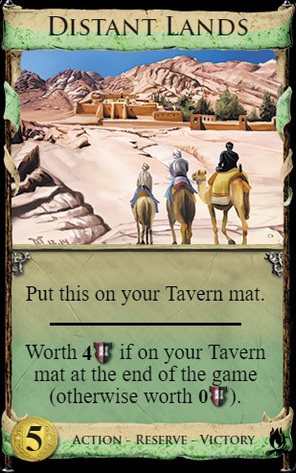 DISTANT LANDS
Put this on your Tavern mat.
Worth 4 if on your Tavern
mat at the end of the game
(otherwise worth 0).
5 ACTION - RESERVE - VICTORY